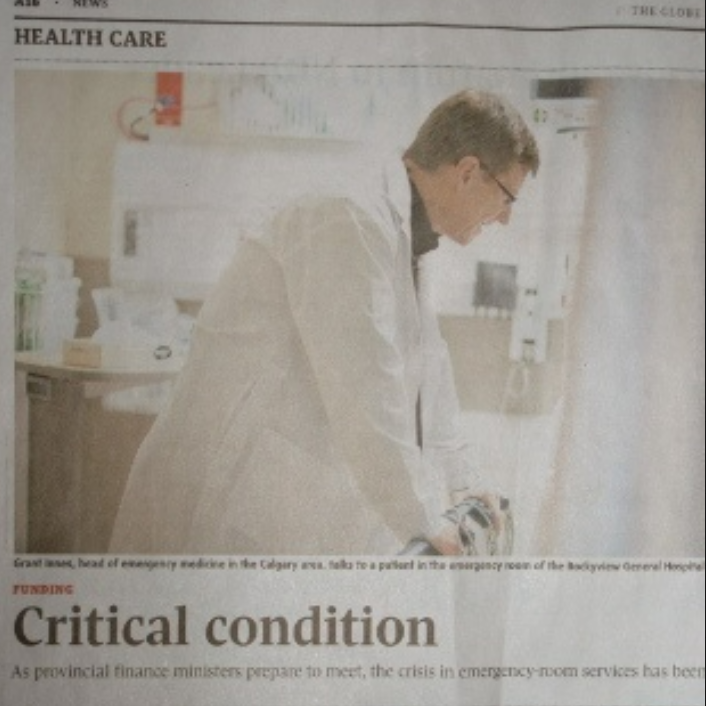 A16 · NEWS
THE GLOBE
HEALTH CARE
Grant Innes, head of emergency medicine in the Calgary area, talks to a patient in the emergency room of the Rockyview General Hospital
FUNDING
Critical condition
As provincial finance ministers prepare to meet, the crisis in emergency-room services has been